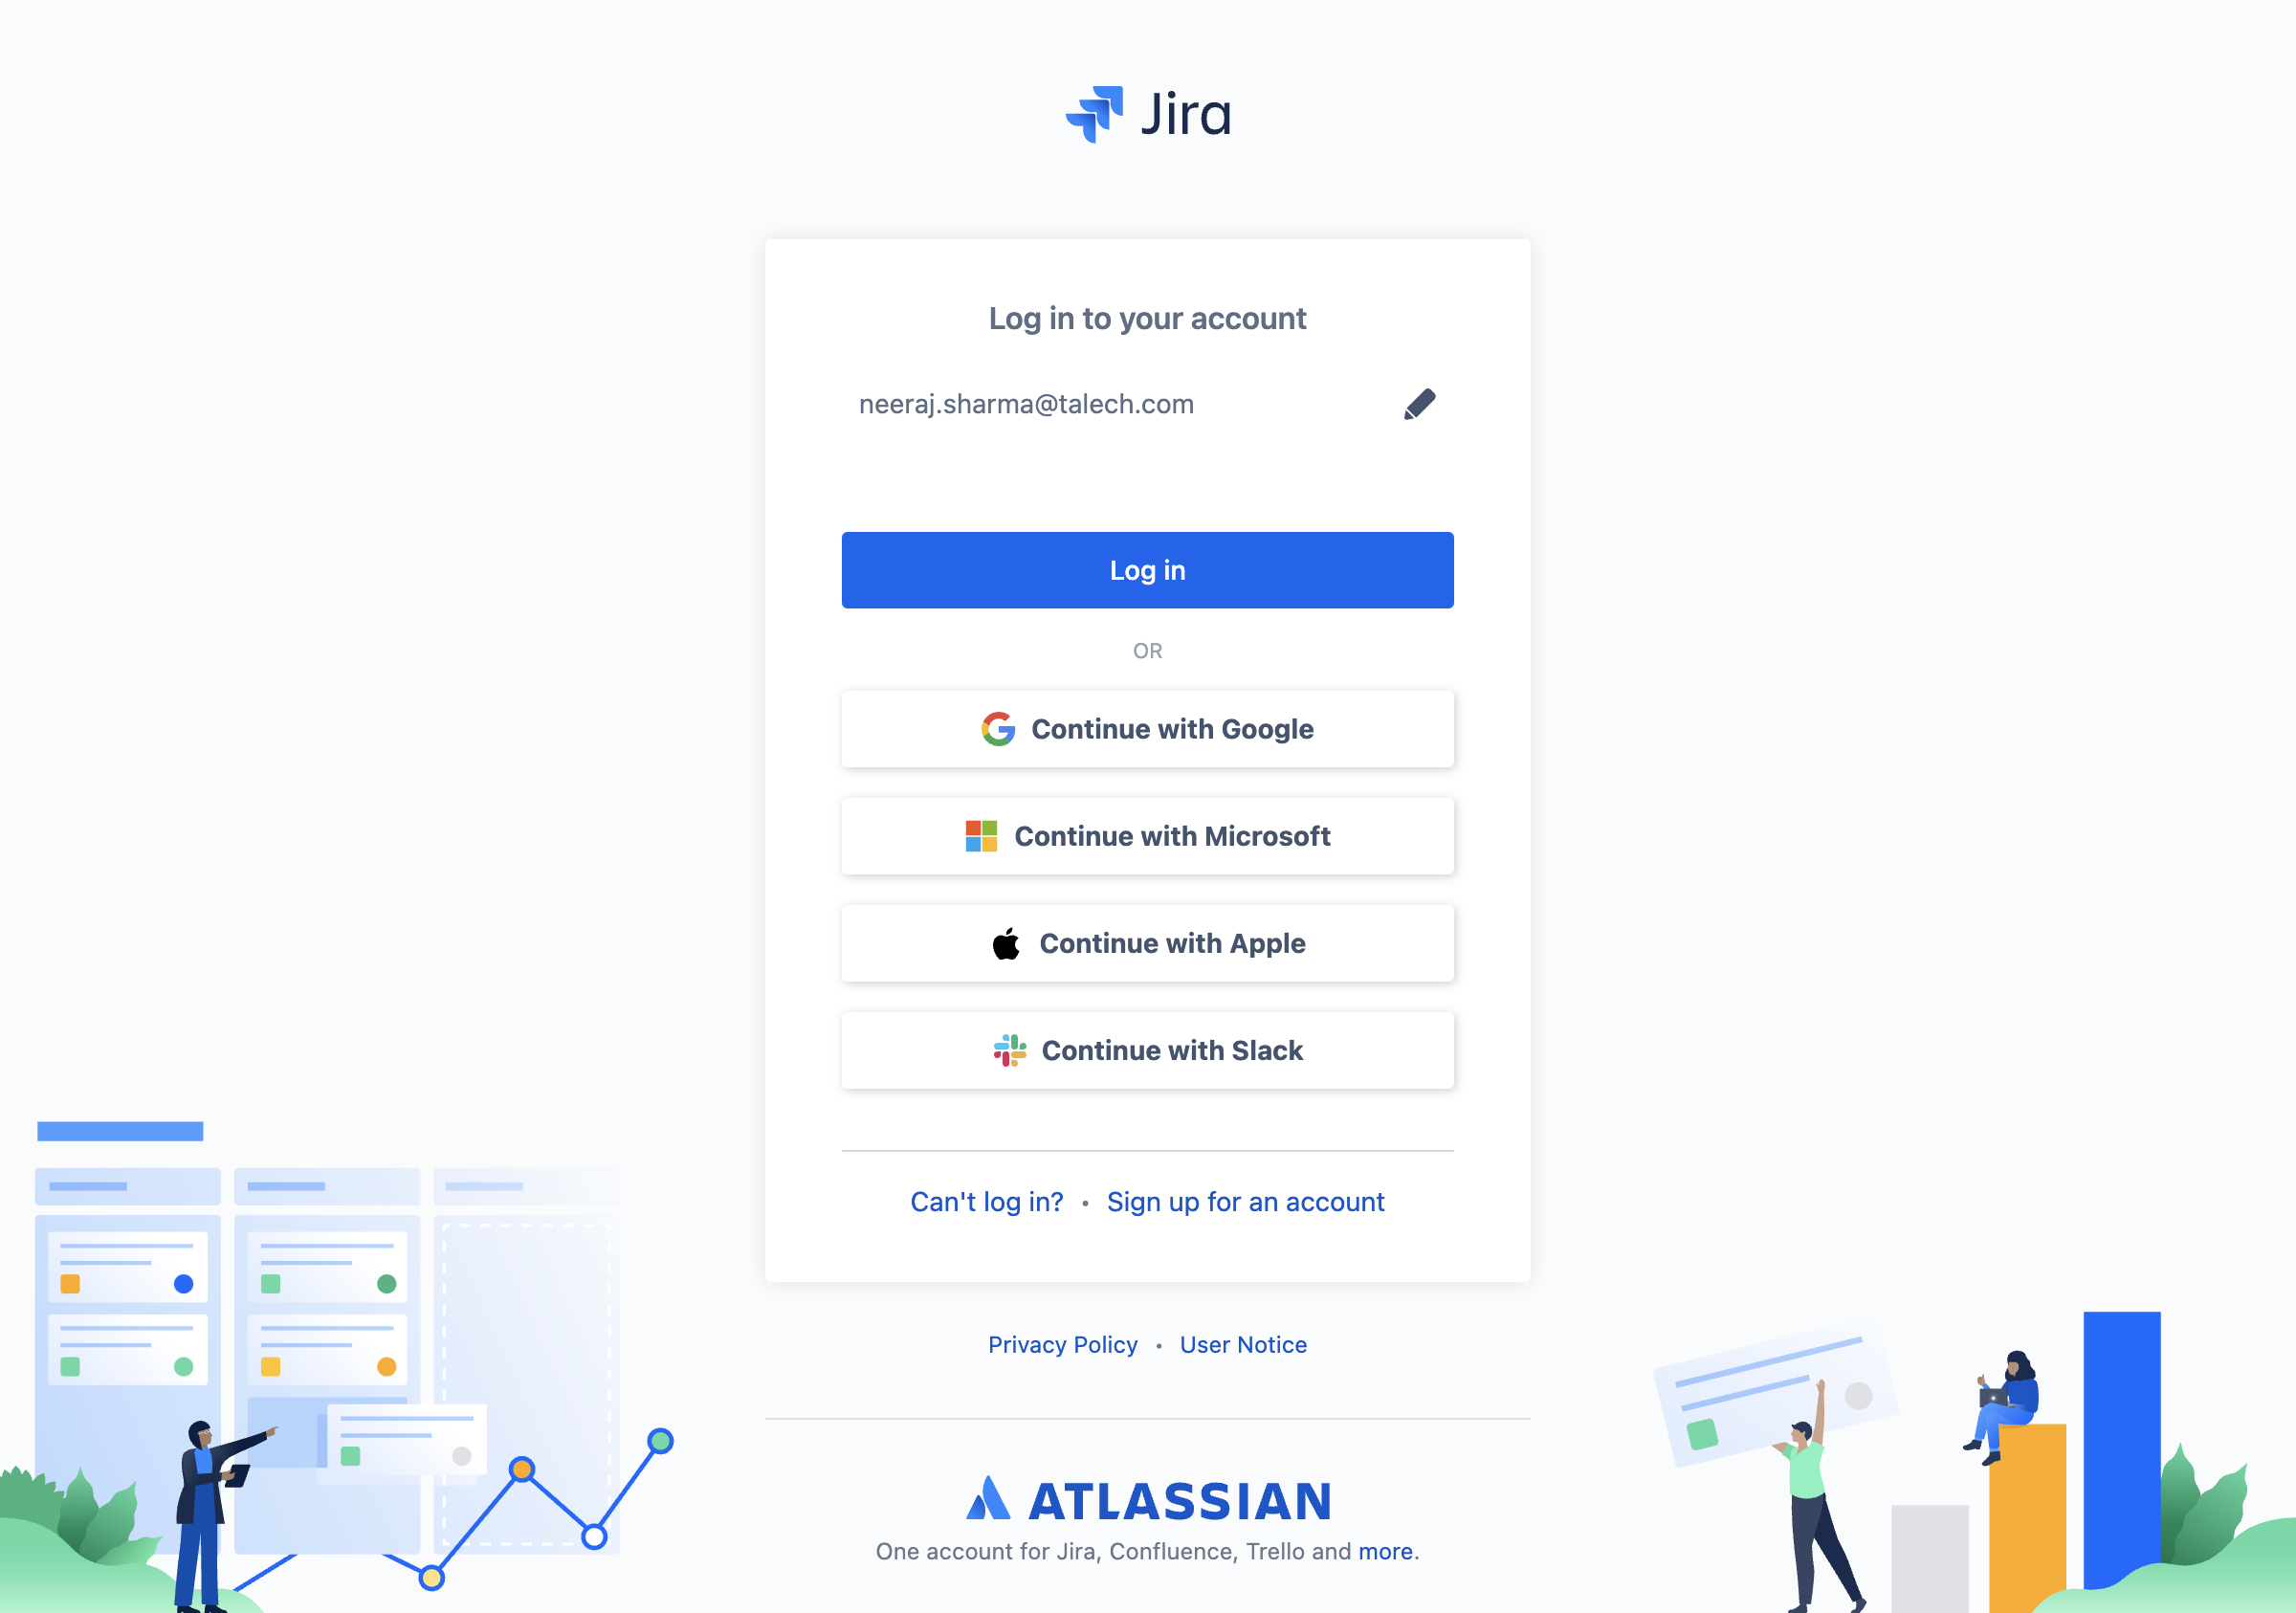 Jira
Log in to your account
neeraj.sharma@talech.com
Log in
OR
Continue with Google
Continue with Microsoft
Continue with Apple
Continue with Slack
Can't log in? • Sign up for an account
Privacy Policy • User Notice
ATLASSIAN
One account for Jira, Confluence, Trello and more.